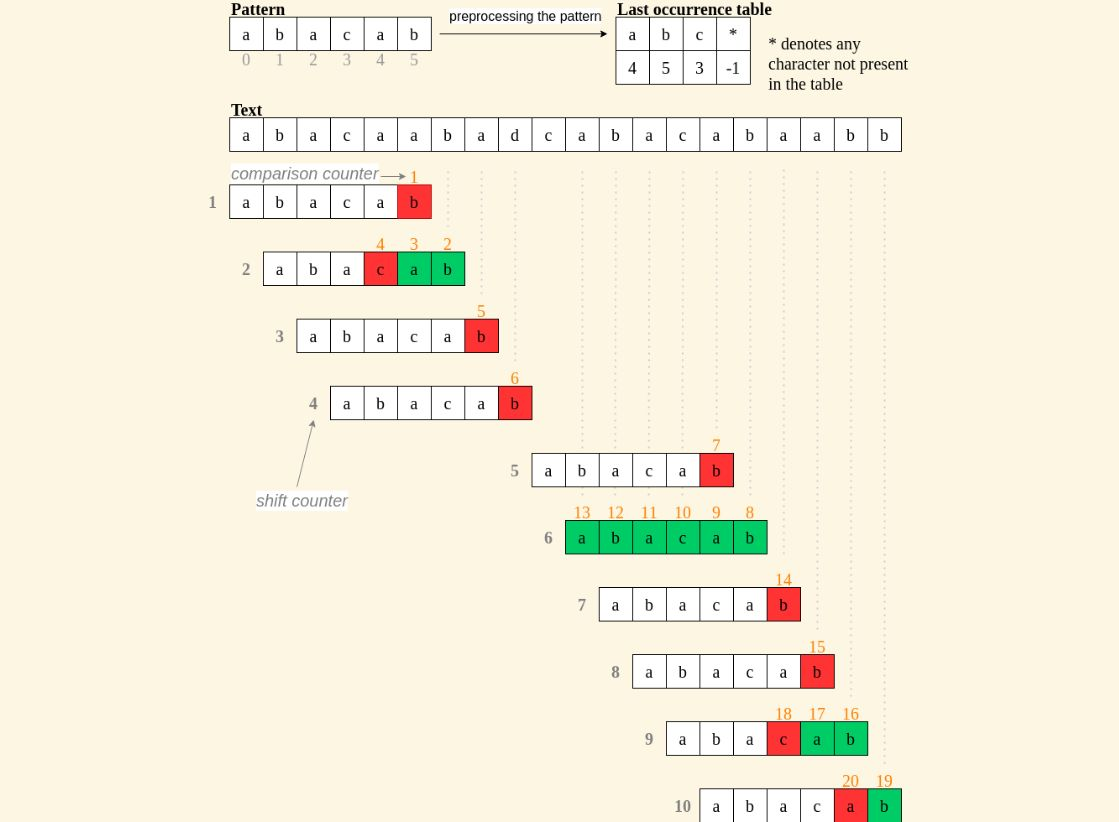 Pattern
preprocessing the pattern
Last occurrence table
a b a c a b
a b c *
0 1 2 3 4 5
4 5 3 -1
* denotes any
character not present
in the table
Text
a b a c a a b a d c a b a c a b a a b b
comparison counter 1
1 a b a c a b
4 3 2
2 a b a c a b
5
3 a b a c a b
6
4 a b a c a b
7
5 a b a c a b
shift counter
13 12 11 10 9 8
6 a b a c a b
14
7 a b a c a b
15
8 a b a c a b
18 17 16
9 a b a c a b
20 19
10 a b a c a b